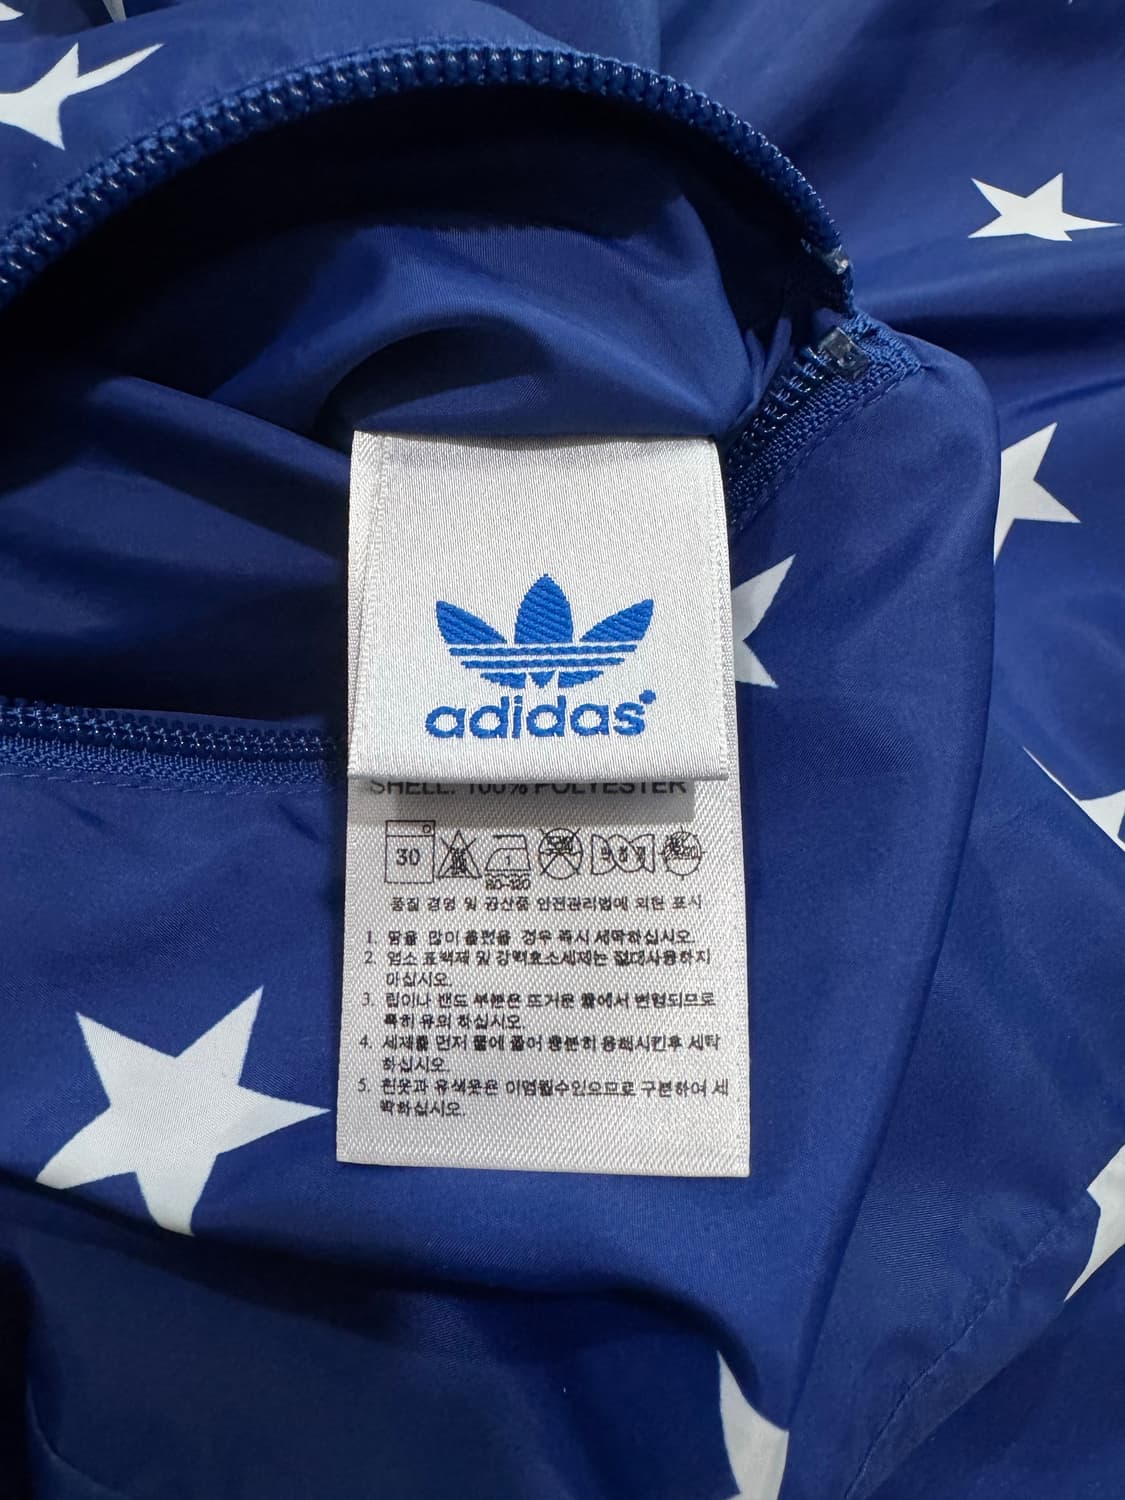 adidas
SHELL: 100% POLYESTER
30
1
80-120
품질 경영 및 공산품 안전관리법에 의한 표시
1. 땀을 많이 흘렸을 경우 즉시 세탁하십시오.
2. 염소 표백제 및 강력효소세제는 절대사용하지
마십시오.
3. 립이나 밴드 부분은 뜨거운 물에서 변형되므로
특히 유의 하십시오.
4. 세제를 먼저 물에 풀어 충분히 용해시킨후 세탁
하십시오.
5. 흰옷과 유색옷은 이염될수있으므로 구분하여 세
탁하십시오.